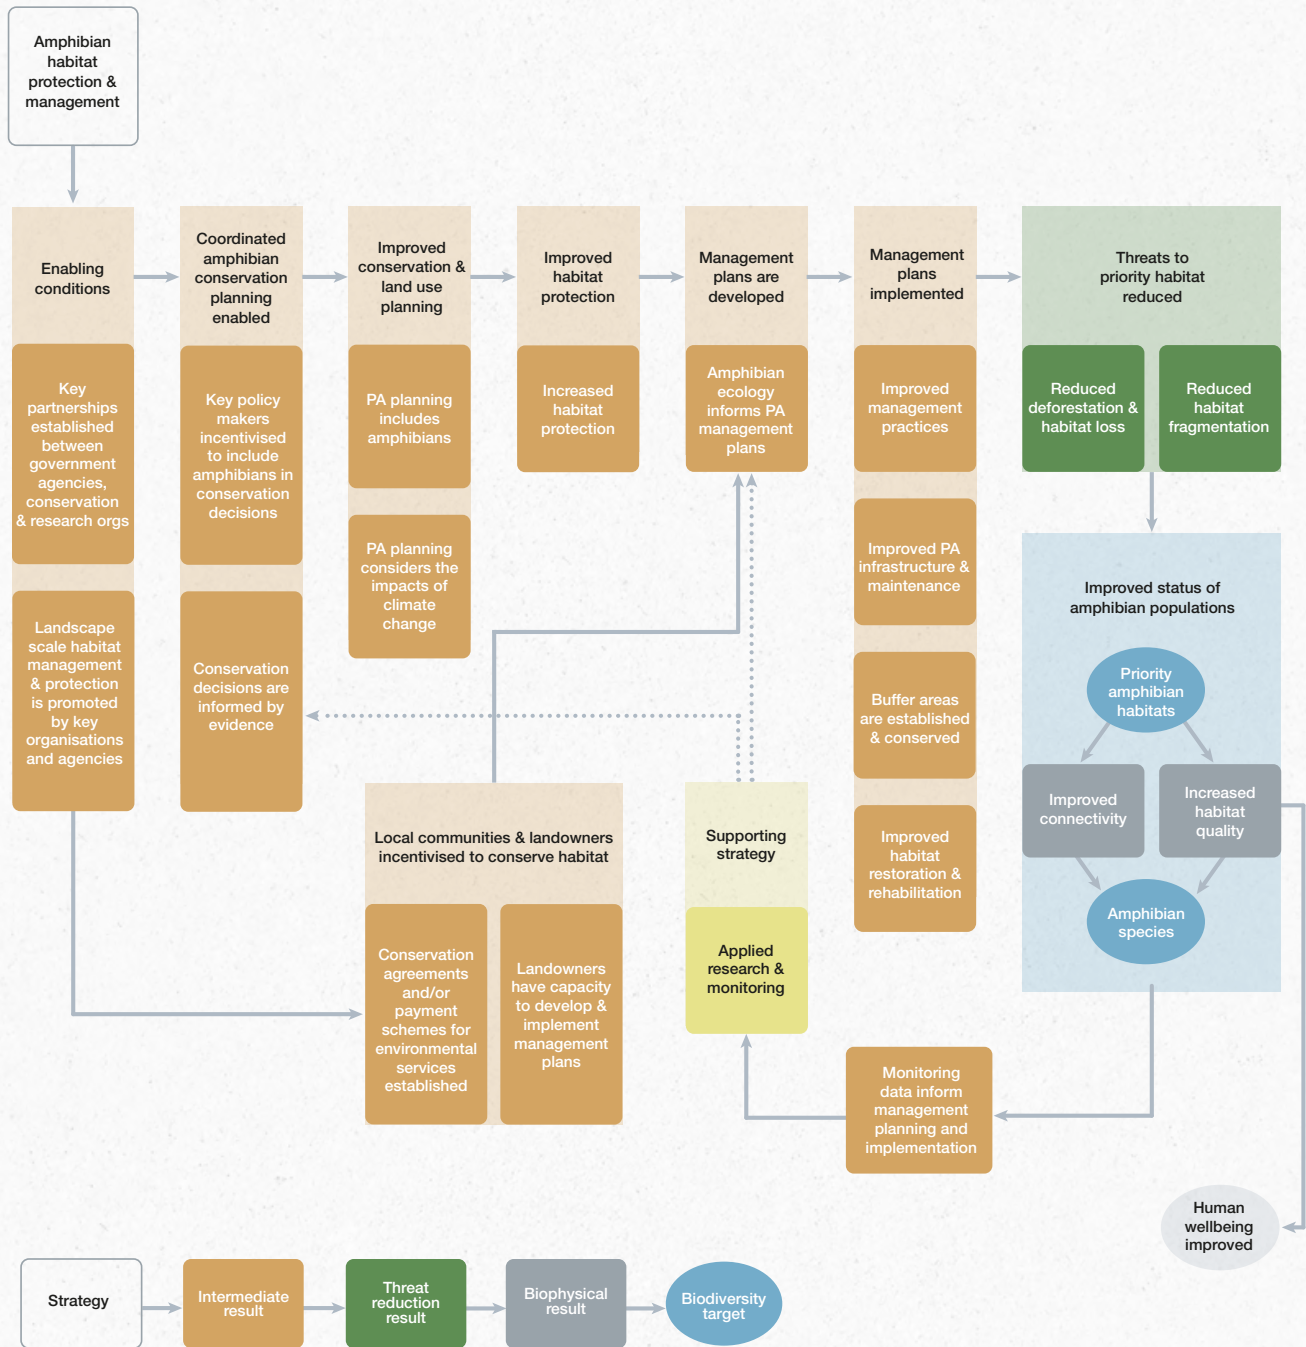 Amphibian
habitat
protection &
management
Enabling
conditions
Key
partnerships
established
between
government
agencies,
conservation
& research orgs
Landscape
scale habitat
management
& protection
is promoted
by key
organisations
and agencies
Coordinated
amphibian
conservation
planning
enabled
Key policy
makers
incentivised
to include
amphibians in
conservation
decisions
Conservation
decisions are
informed by
evidence
Improved
conservation &
land use
planning
PA planning
includes
amphibians
PA planning
considers the
impacts of
climate
change
Improved
habitat
protection
Increased
habitat
protection
Management
plans are
developed
Amphibian
ecology
informs PA
management
plans
Management
plans
implemented
Improved
management
practices
Improved PA
infrastructure &
maintenance
Buffer areas
are established
& conserved
Improved
habitat
restoration &
rehabilitation
Threats to
priority habitat
reduced
Reduced
deforestation &
habitat loss
Reduced
habitat
fragmentation
Improved status of
amphibian populations
Priority
amphibian
habitats
Improved
connectivity
Increased
habitat
quality
Amphibian
species
Local communities & landowners
incentivised to conserve habitat
Conservation
agreements
and/or
payment
schemes for
environmental
services
established
Landowners
have capacity
to develop &
implement
management
plans
Supporting
strategy
Applied
research &
monitoring
Monitoring
data inform
management
planning and
implementation
Human
wellbeing
improved
Strategy
Intermediate
result
Threat
reduction
result
Biophysical
result
Biodiversity
target